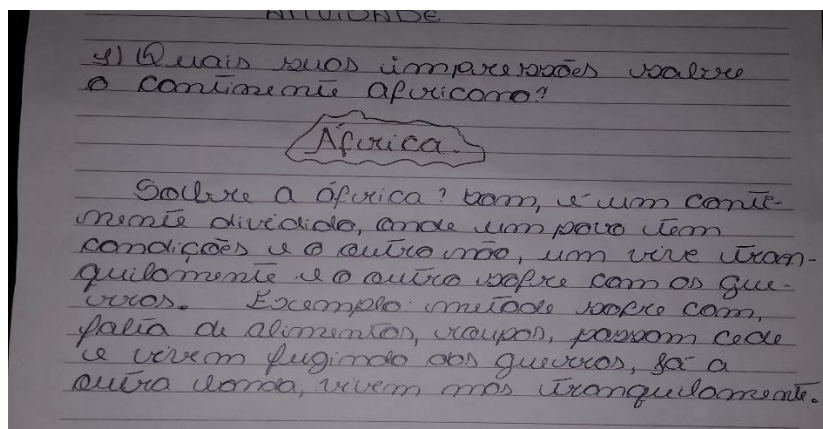 ATIVIDADE
1) Quais suas impressões sobre
o continente africano?
África.
Sobre a áfrica? bom, é um conti-
nente dividido, onde um povo tem
condições e o outro não, um vive tran-
quilamente e o outro sofre com as gue-
rras. Exemplo: metade sofre com,
falta de alimentos, roupas, passam cede
e vivem fugindo das guerras, já a
outra banda, vivem mas tranquilamente.